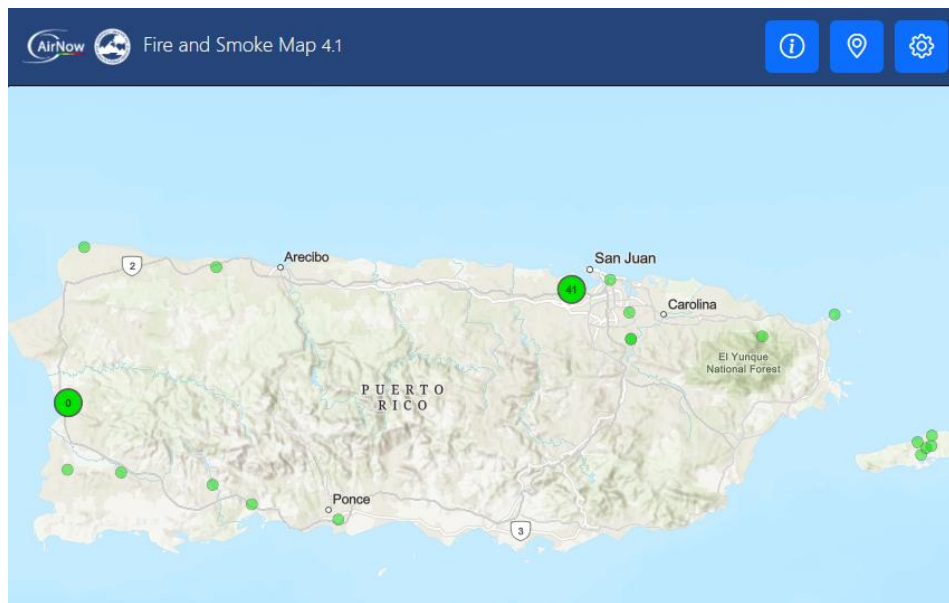 AirNow
Fire and Smoke Map 4.1
Arecibo
San Juan
2
41
Carolina
El Yunque
National Forest
PUERTO
RICO
0
Ponce
3